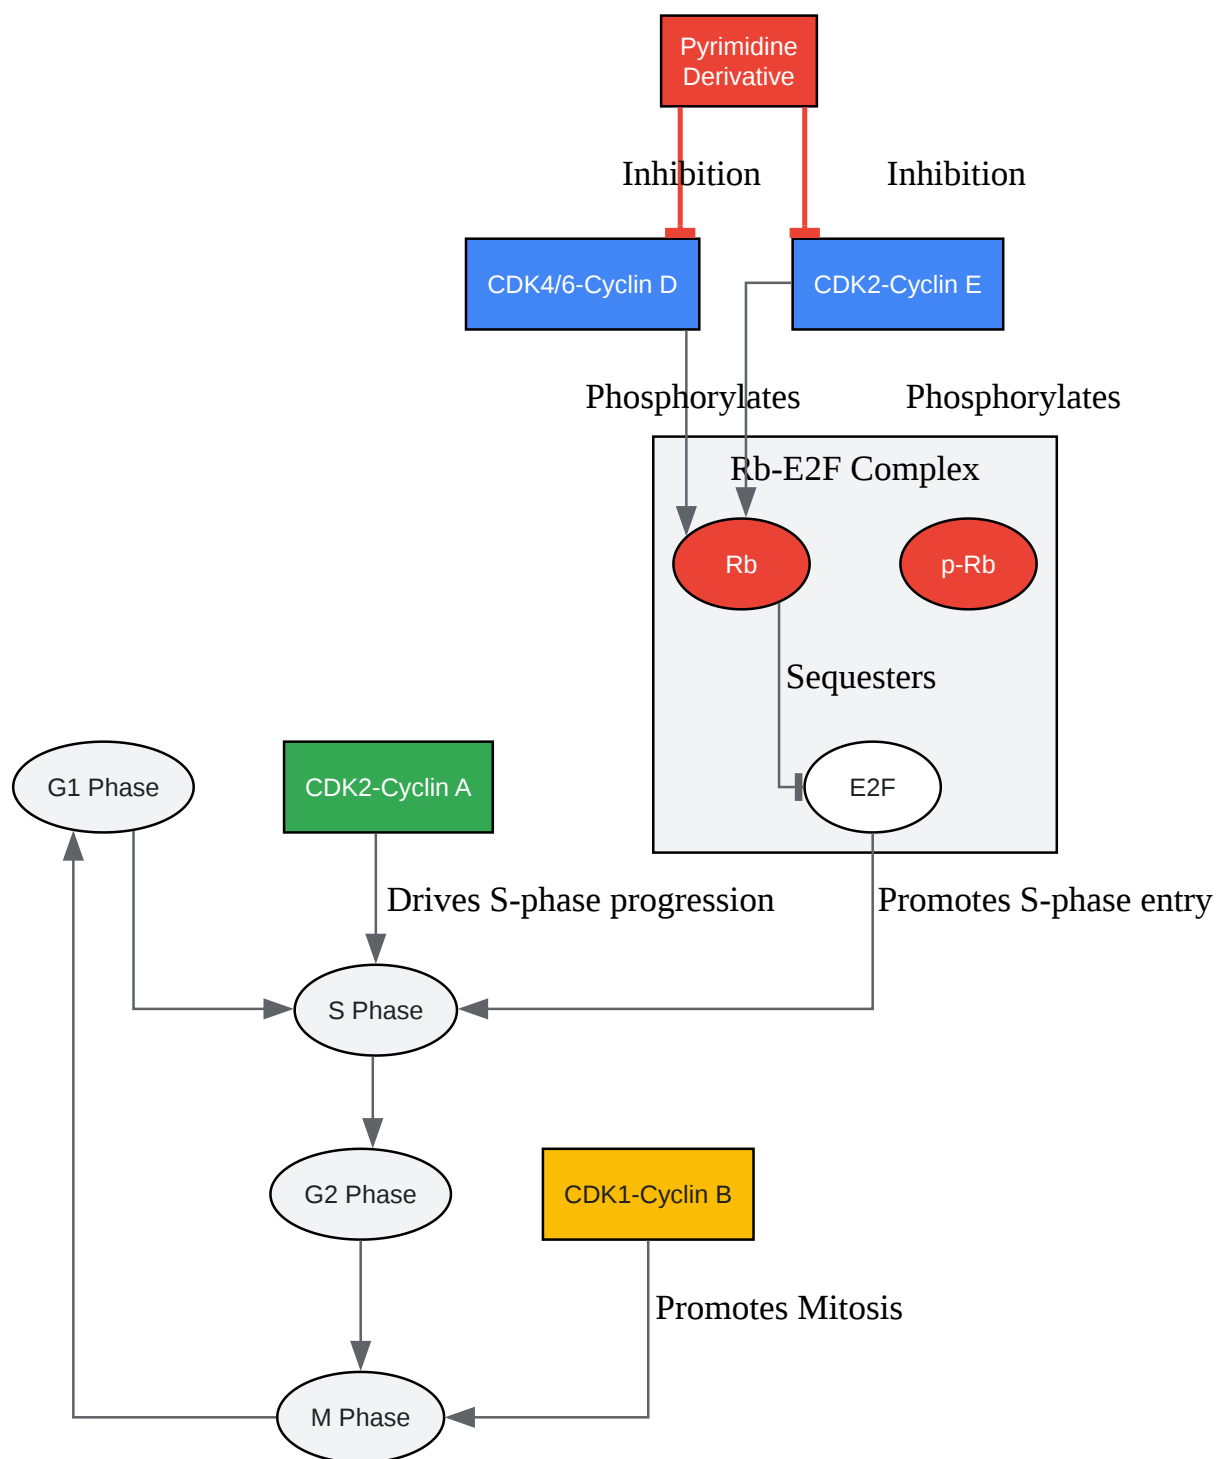 Pyrimidine
Derivative
Inhibition
Inhibition
CDK4/6-Cyclin D
CDK2-Cyclin E
Phosphorylates
Phosphorylates
Rb-E2F Complex
Rb
p-Rb
Sequesters
G1 Phase
CDK2-Cyclin A
E2F
Drives S-phase progression
Promotes S-phase entry
S Phase
G2 Phase
CDK1-Cyclin B
Promotes Mitosis
M Phase